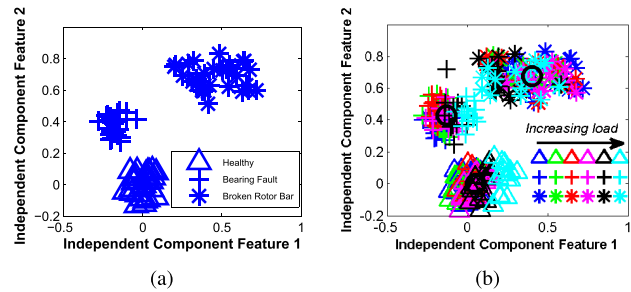 Independent Component Feature 2
0.8
0.6
0.4
0.2
0
−0.2
−0.5
0
0.5
1
Independent Component Feature 1
Healthy
Bearing Fault
Broken Rotor Bar
(a)
Independent Component Feature 2
0.8
0.6
0.4
0.2
0
−0.2
−0.5
0
0.5
1
Independent Component Feature 1
Increasing load
(b)